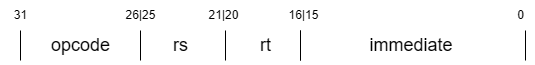 31 26|25 21|20 16|15 0
opcode rs rt immediate